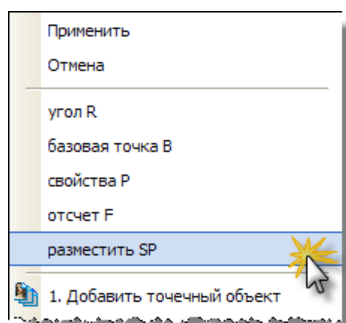 Применить
Отмена
угол R
базовая точка B
свойства P
отсчет F
разместить SP
1. Добавить точечный объект